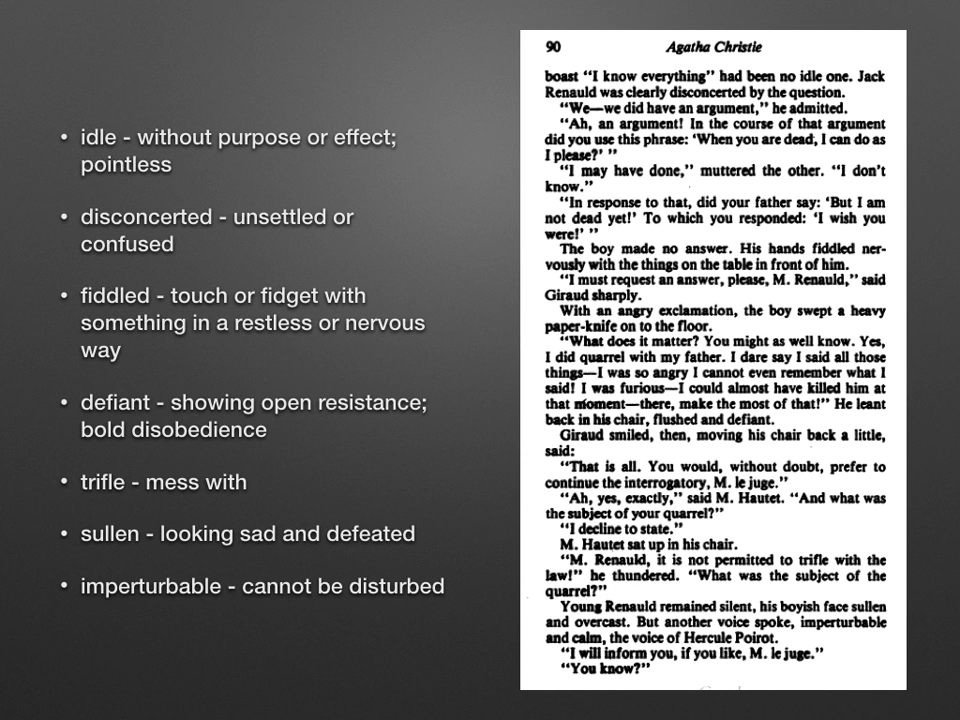 • idle - without purpose or effect;
pointless
• disconcerted - unsettled or
confused
• fiddled - touch or fidget with
something in a restless or nervous
way
• defiant - showing open resistance;
bold disobedience
• trifle - mess with
• sullen - looking sad and defeated
• imperturbable - cannot be disturbed
90 Agatha Christie
boast “I know everything” had been no idle one. Jack
Renauld was clearly disconcerted by the question.
“We—we did have an argument,” he admitted.
“Ah, an argument! In the course of that argument
did you use this phrase: ‘When you are dead, I can do as
I please?’ ”
“I may have done,” muttered the other. “I don’t
know.”
“In response to that, did your father say: ‘But I am
not dead yet!’ To which you responded: ‘I wish you
were!’ ”
The boy made no answer. His hands fiddled ner-
vously with the things on the table in front of him.
“I must request an answer, please, M. Renauld,” said
Giraud sharply.
With an angry exclamation, the boy swept a heavy
paper-knife on to the floor.
“What does it matter? You might as well know. Yes,
I did quarrel with my father. I dare say I said all those
things—I was so angry I cannot even remember what I
said! I was furious—I could almost have killed him at
that moment—there, make the most of that!” He leant
back in his chair, flushed and defiant.
Giraud smiled, then, moving his chair back a little,
said:
“That is all. You would, without doubt, prefer to
continue the interrogatory, M. le juge.”
“Ah, yes, exactly,” said M. Hautet. “And what was
the subject of your quarrel?”
“I decline to state.”
M. Hautet sat up in his chair.
“M. Renauld, it is not permitted to trifle with the
law!” he thundered. “What was the subject of the
quarrel?”
Young Renauld remained silent, his boyish face sullen
and overcast. But another voice spoke, imperturbable
and calm, the voice of Hercule Poirot.
“I will inform you, if you like, M. le juge.”
“You know?”